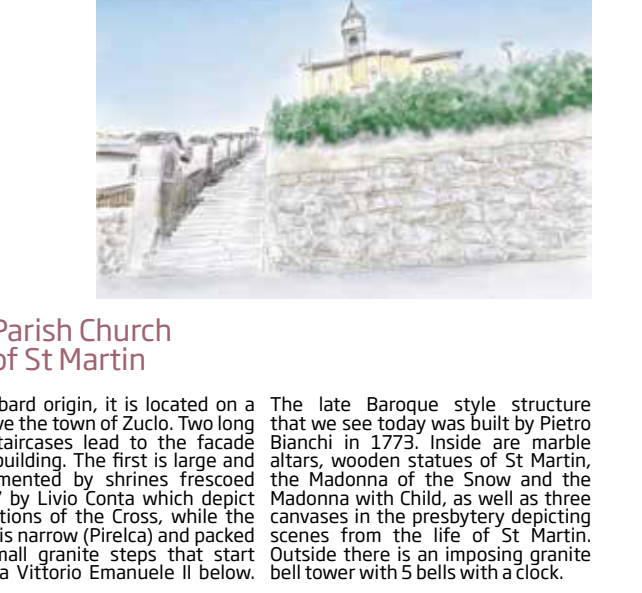 Parish Church
of St Martin
bard origin, it is located on a
ve the town of Zuclo. Two long
taircases lead to the facade
building. The first is large and
mented by shrines frescoed
by Livio Conta which depict
tions of the Cross, while the
is narrow (Pirelca) and packed
mall granite steps that start
a Vittorio Emanuele II below.
The late Baroque style structure
that we see today was built by Pietro
Bianchi in 1773. Inside are marble
altars, wooden statues of St Martin,
the Madonna of the Snow and the
Madonna with Child, as well as three
canvases in the presbytery depicting
scenes from the life of St Martin.
Outside there is an imposing granite
bell tower with 5 bells with a clock.